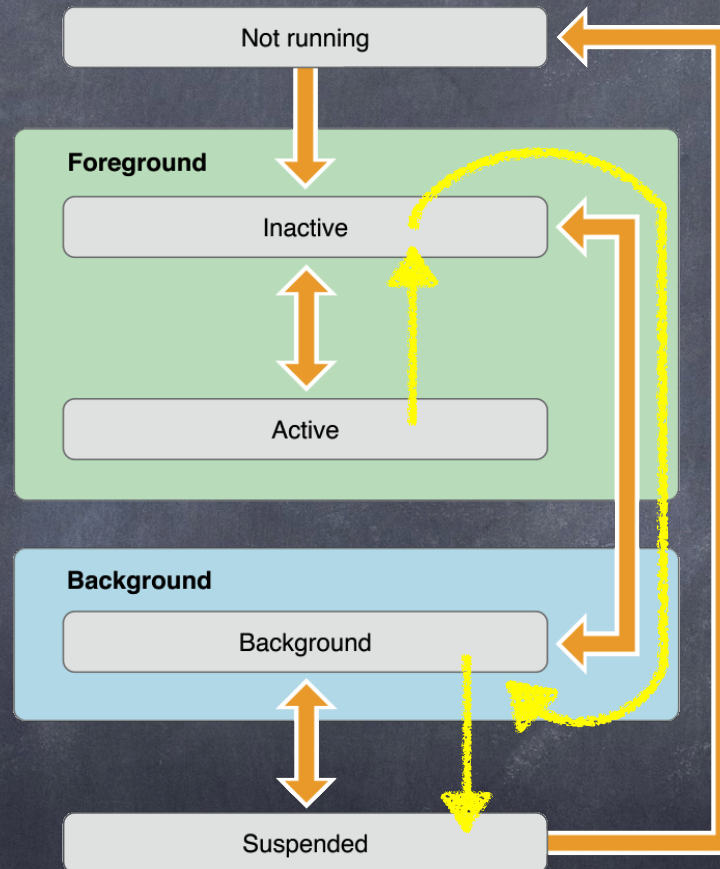 Not running
Foreground
Inactive
Active
Background
Background
Suspended